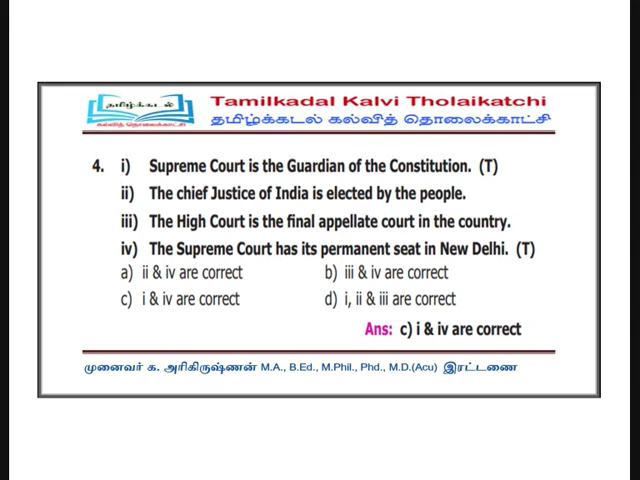 தமிழ்க்கடல்
கல்வித் தொலைக்காட்சி
Tamilkadal Kalvi Tholaikatchi
தமிழ்க்கடல் கல்வித் தொலைக்காட்சி
4. i) Supreme Court is the Guardian of the Constitution. (T)
ii) The chief Justice of India is elected by the people.
iii) The High Court is the final appellate court in the country.
iv) The Supreme Court has its permanent seat in New Delhi. (T)
a) ii & iv are correct b) iii & iv are correct
c) i & iv are correct d) i, ii & iii are correct
Ans: c) i & iv are correct
முனைவர் க. அரிகிருஷ்ணன் M.A., B.Ed., M.Phil., Phd., M.D.(Acu) இரட்டணை